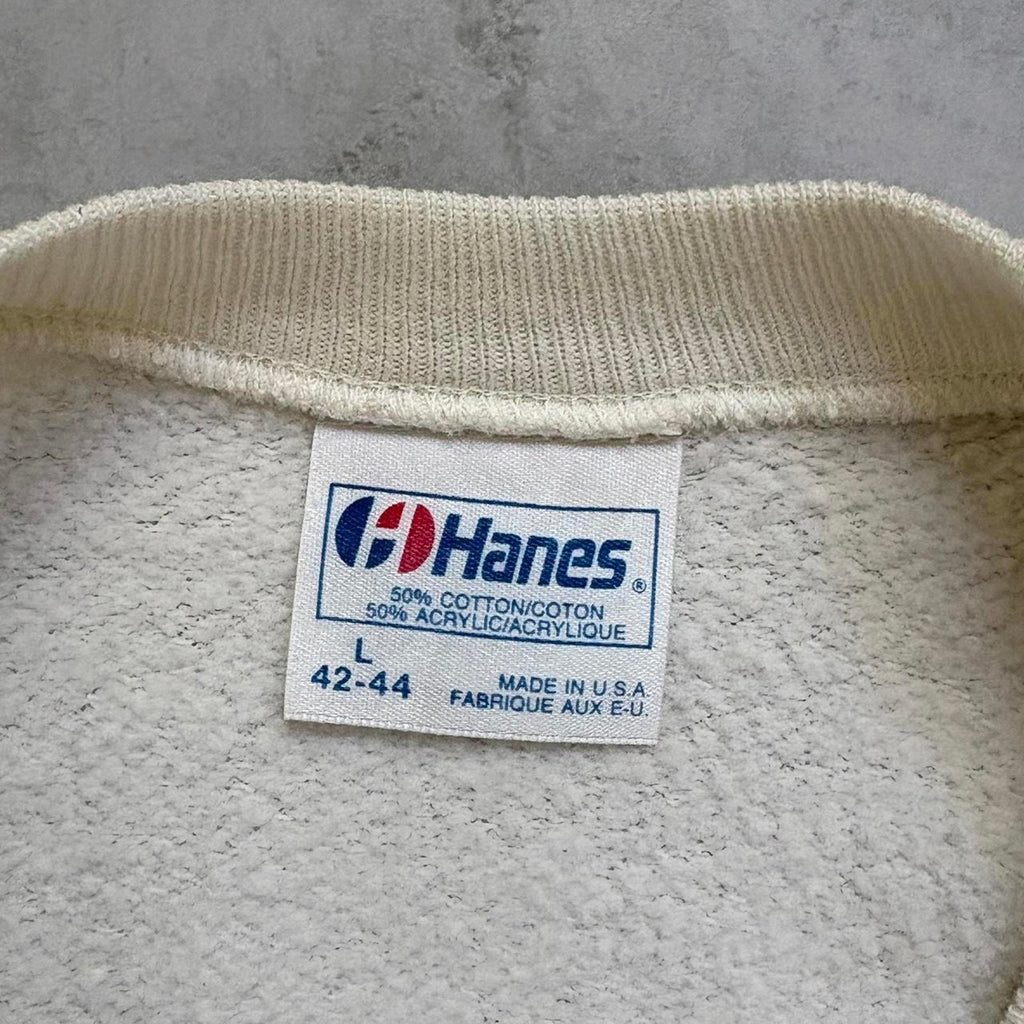 Hanes®
50% COTTON/COTON
50% ACRYLIC/ACRYLIQUE
L
42-44
MADE IN U.S.A.
FABRIQUE AUX E-U.